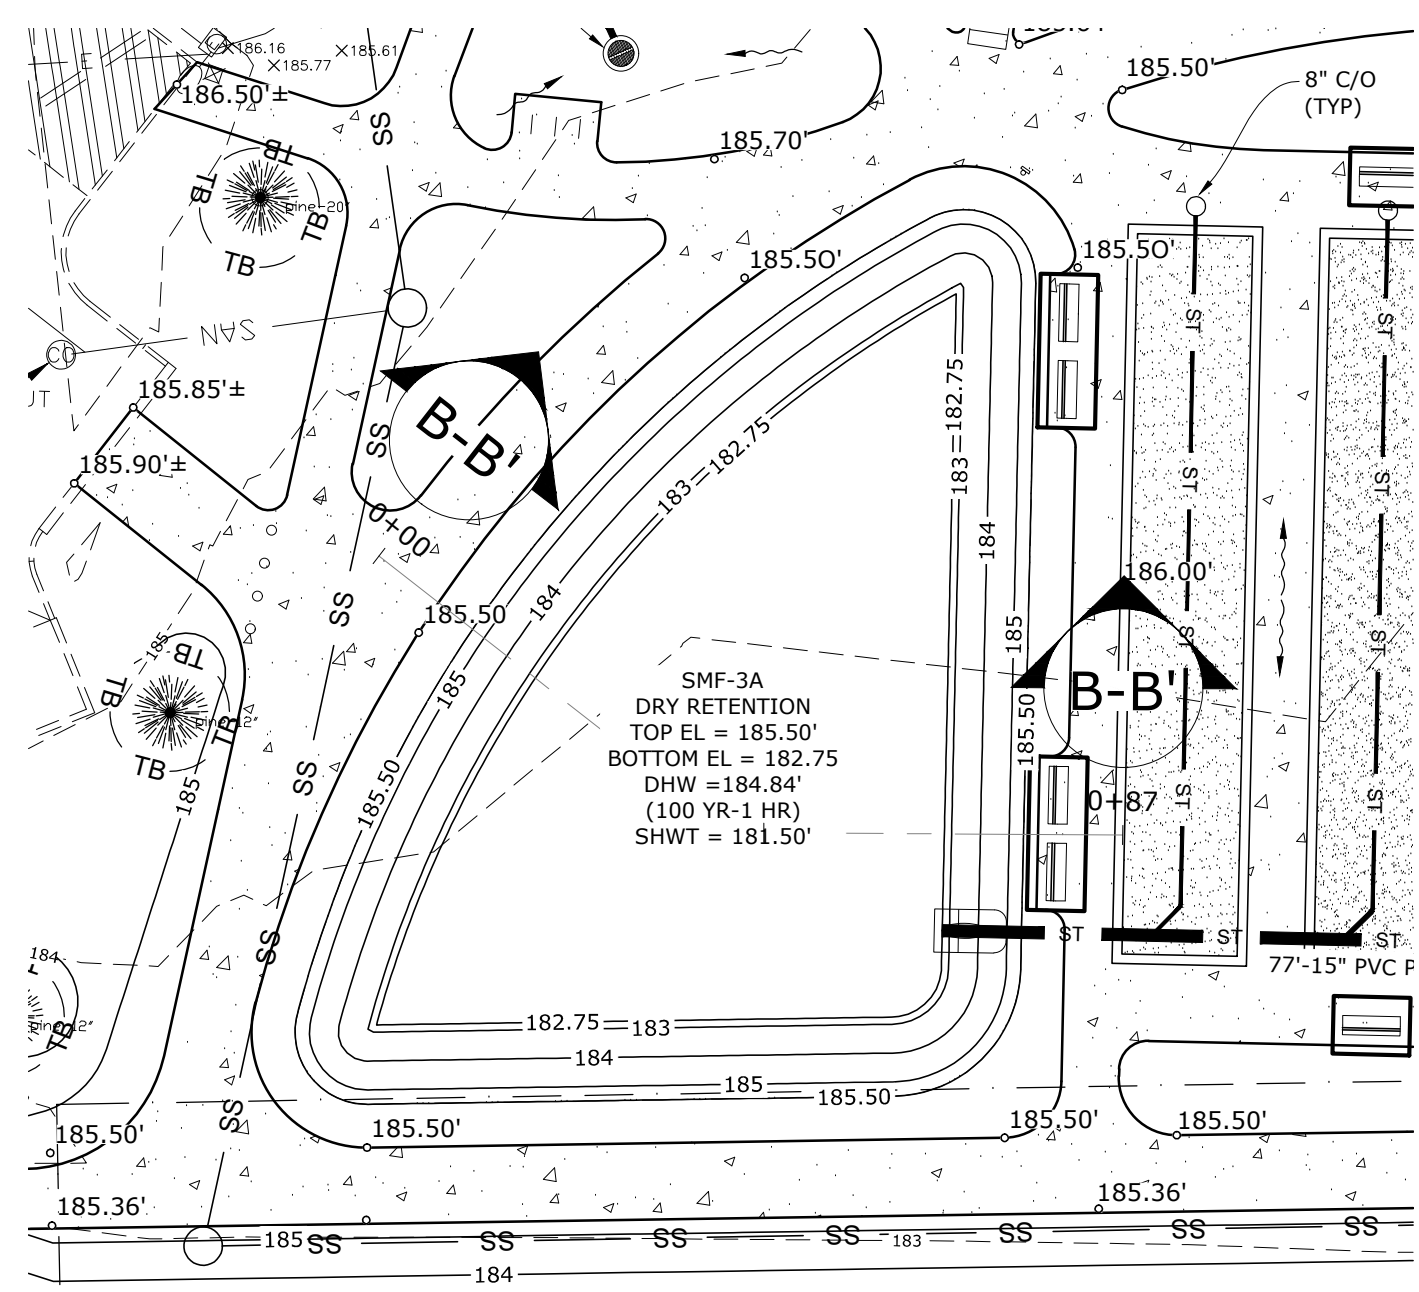 186.16
185.61
185.77
186.50'±
E
SS
185.70'
185.50'
8" C/O
(TYP)
TB
TB
pine-20"
TB
TB
185.5O'
185.5O'
SAN
CO
185.85'±
185.90'±
B-B'
SS
ST
ST
182.75
182.75
183
183
ST
ST
0+00
184
184
186.00'
SS
185.50
185
185
185
TB
TB
pine-12"
TB
TB
SMF-3A
DRY RETENTION
TOP EL = 185.50'
BOTTOM EL = 182.75
DHW =184.84'
(100 YR-1 HR)
SHWT = 181.50'
B-B'
ST
ST
185.50
185.50
185
SS
0+87
ST
ST
SS
ST
ST
ST
77'-15" PVC P
184
pine-12"
TB
182.75
183
184
185
185.50
SS
185.50'
185.50'
185.50'
185.50'
185.36'
185.36'
185
SS
SS
SS
SS
183
SS
SS
SS
184